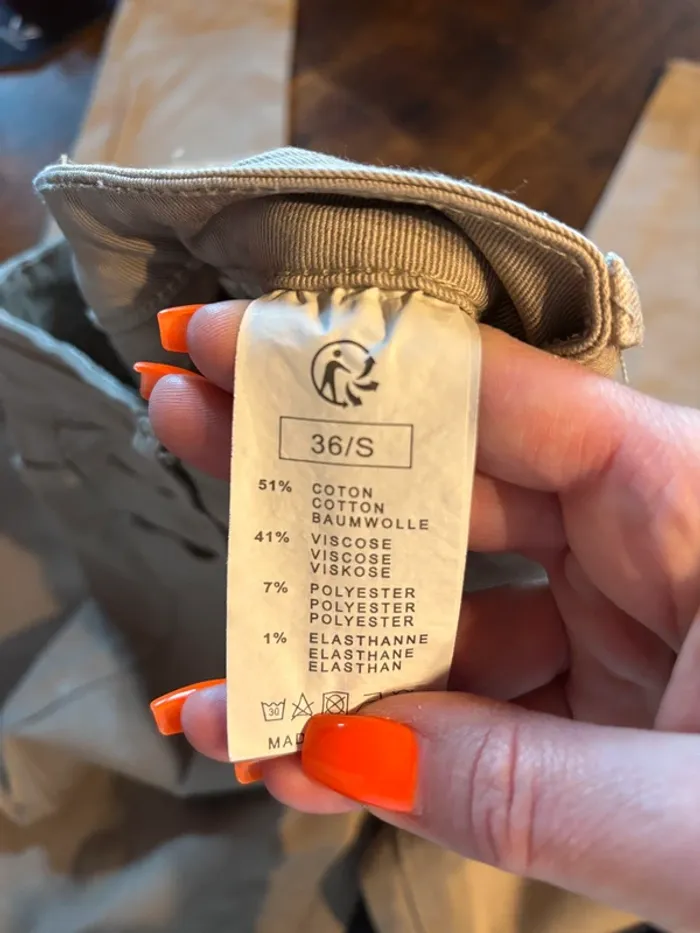 36/S
51% COTON
COTTON
BAUMWOLLE
41% VISCOSE
VISCOSE
VISKOSE
7% POLYESTER
POLYESTER
POLYESTER
1% ELASTHANNE
ELASTHANE
ELASTHAN
30